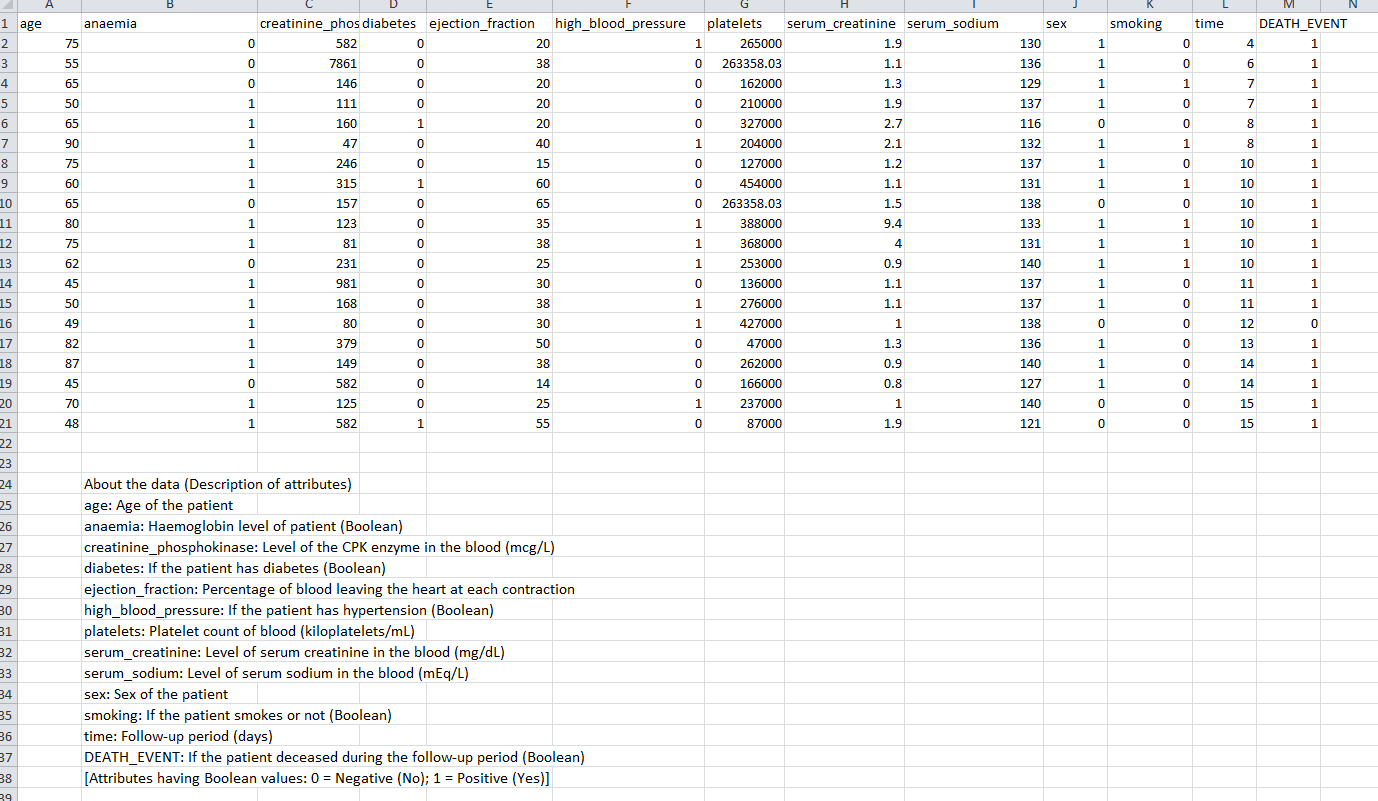 A B C D E F G H I J K L M N
1 age anaemia creatinine_phos diabetes ejection_fraction high_blood_pressure platelets serum_creatinine serum_sodium sex smoking time DEATH_EVENT
2 75 0 582 0 20 1 265000 1.9 130 1 0 4 1
3 55 0 7861 0 38 0 263358.03 1.1 136 1 0 6 1
4 65 0 146 0 20 0 162000 1.3 129 1 1 7 1
5 50 1 111 0 20 0 210000 1.9 137 1 0 7 1
6 65 1 160 1 20 0 327000 2.7 116 0 0 8 1
7 90 1 47 0 40 1 204000 2.1 132 1 1 8 1
8 75 1 246 0 15 0 127000 1.2 137 1 0 10 1
9 60 1 315 1 60 0 454000 1.1 131 1 1 10 1
10 65 0 157 0 65 0 263358.03 1.5 138 0 0 10 1
11 80 1 123 0 35 1 388000 9.4 133 1 1 10 1
12 75 1 81 0 38 1 368000 4 131 1 1 10 1
13 62 0 231 0 25 1 253000 0.9 140 1 1 10 1
14 45 1 981 0 30 0 136000 1.1 137 1 0 11 1
15 50 1 168 0 38 1 276000 1.1 137 1 0 11 1
16 49 1 80 0 30 1 427000 1 138 0 0 12 0
17 82 1 379 0 50 0 47000 1.3 136 1 0 13 1
18 87 1 149 0 38 0 262000 0.9 140 1 0 14 1
19 45 0 582 0 14 0 166000 0.8 127 1 0 14 1
20 70 1 125 0 25 1 237000 1 140 0 0 15 1
21 48 1 582 1 55 0 87000 1.9 121 0 0 15 1
22
23
24 About the data (Description of attributes)
25 age: Age of the patient
26 anaemia: Haemoglobin level of patient (Boolean)
27 creatinine_phosphokinase: Level of the CPK enzyme in the blood (mcg/L)
28 diabetes: If the patient has diabetes (Boolean)
29 ejection_fraction: Percentage of blood leaving the heart at each contraction
30 high_blood_pressure: If the patient has hypertension (Boolean)
31 platelets: Platelet count of blood (kiloplatelets/mL)
32 serum_creatinine: Level of serum creatinine in the blood (mg/dL)
33 serum_sodium: Level of serum sodium in the blood (mEq/L)
34 sex: Sex of the patient
35 smoking: If the patient smokes or not (Boolean)
36 time: Follow-up period (days)
37 DEATH_EVENT: If the patient deceased during the follow-up period (Boolean)
38 [Attributes having Boolean values: 0 = Negative (No); 1 = Positive (Yes)]
39